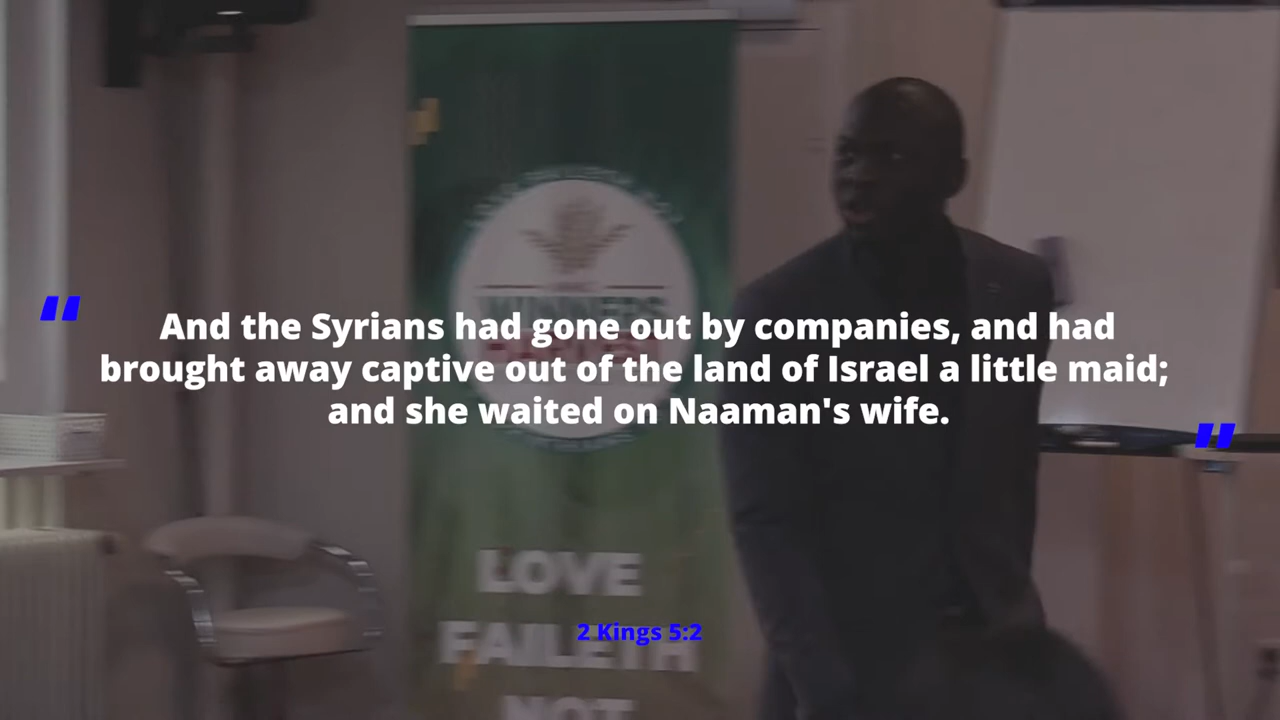 WINNERS
“
And the Syrians had gone out by companies, and had
brought away captive out of the land of Israel a little maid;
and she waited on Naaman's wife.
"
LOVE
FAILETH
2 Kings 5:2
NOT